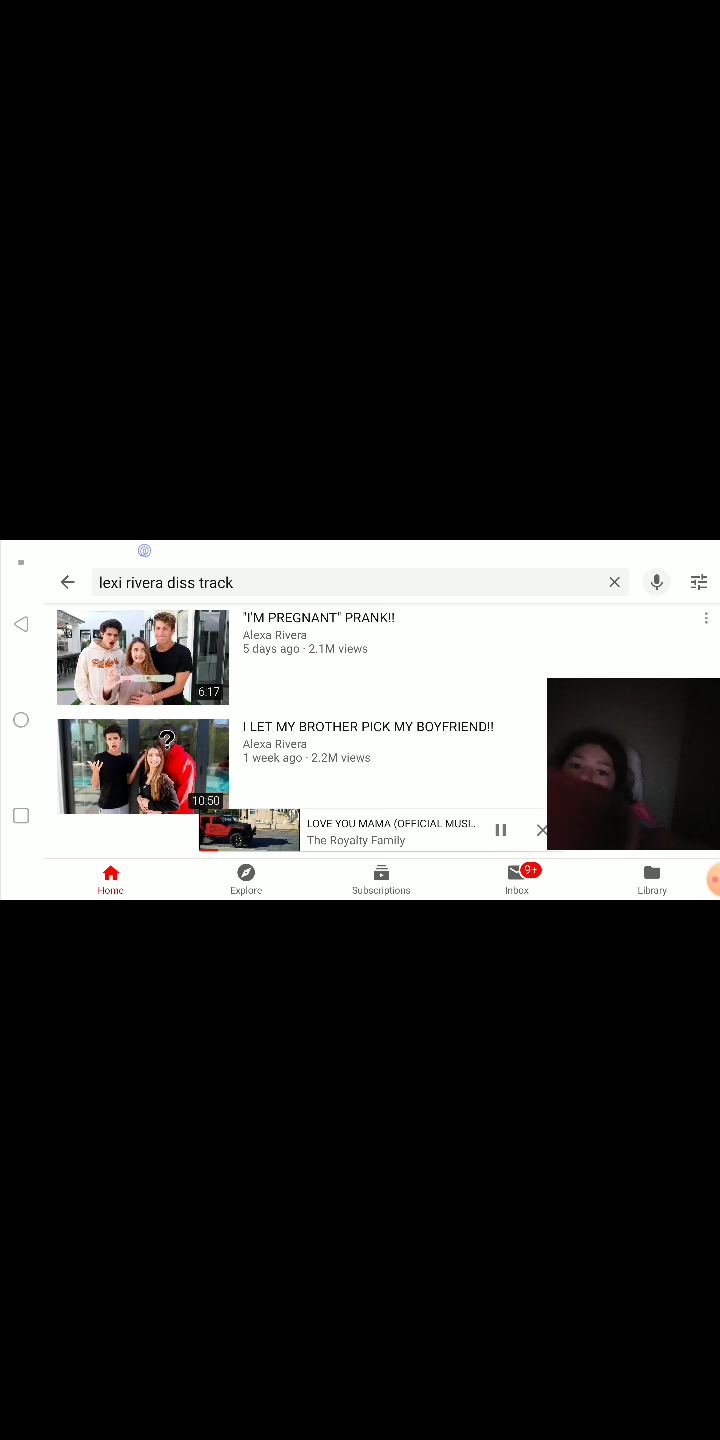 lexi rivera diss track
"I'M PREGNANT" PRANK!!
Alexa Rivera
5 days ago · 2.1M views
6:17
I LET MY BROTHER PICK MY BOYFRIEND!!
Alexa Rivera
1 week ago · 2.2M views
?
10:50
LOVE YOU MAMA (OFFICIAL MUSI..
The Royalty Family
9+
Home
Explore
Subscriptions
Inbox
Library